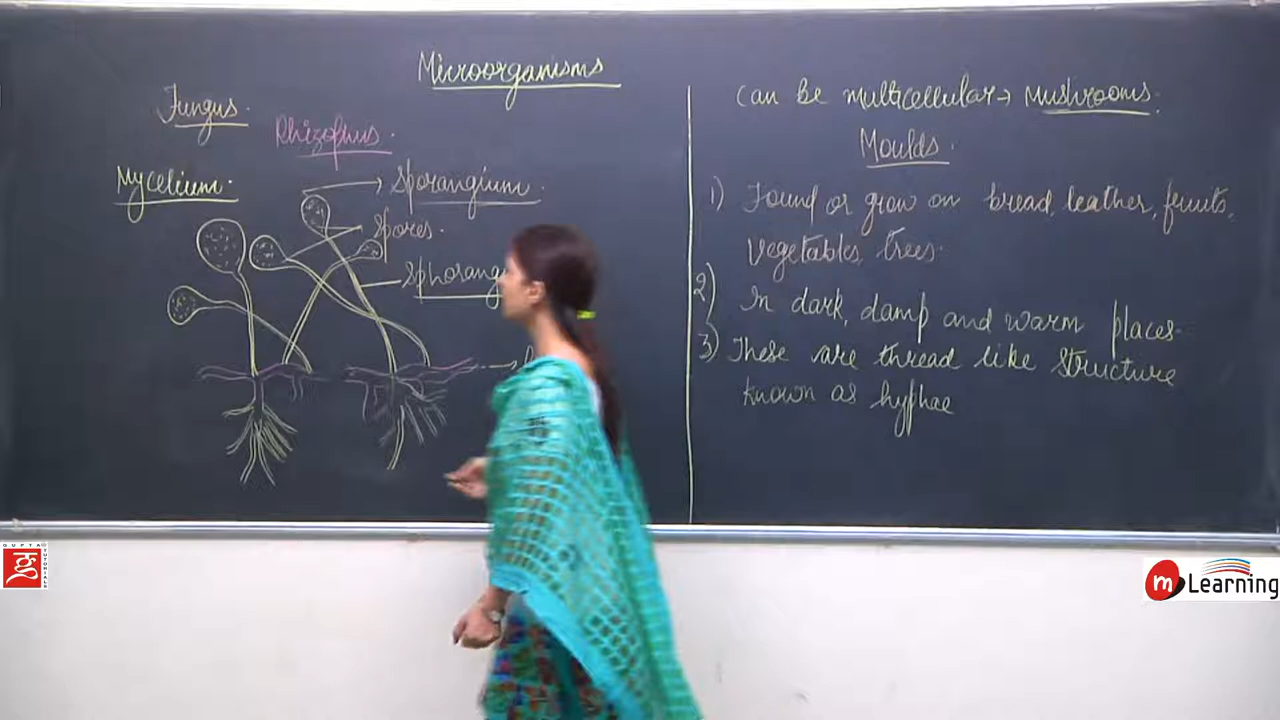 Microorganisms
Fungus.
Rhizophus.
Mycelium.
Sporangium.
Spores.
can be multicellular → Mushrooms.
Moulds.
1) Found or grow on bread, leather, fruits,
vegetables, trees.
2) In dark, damp and warm places.
3) These are thread like structure
known as hyphae
GUPTA
TUTORIALS
m Learning